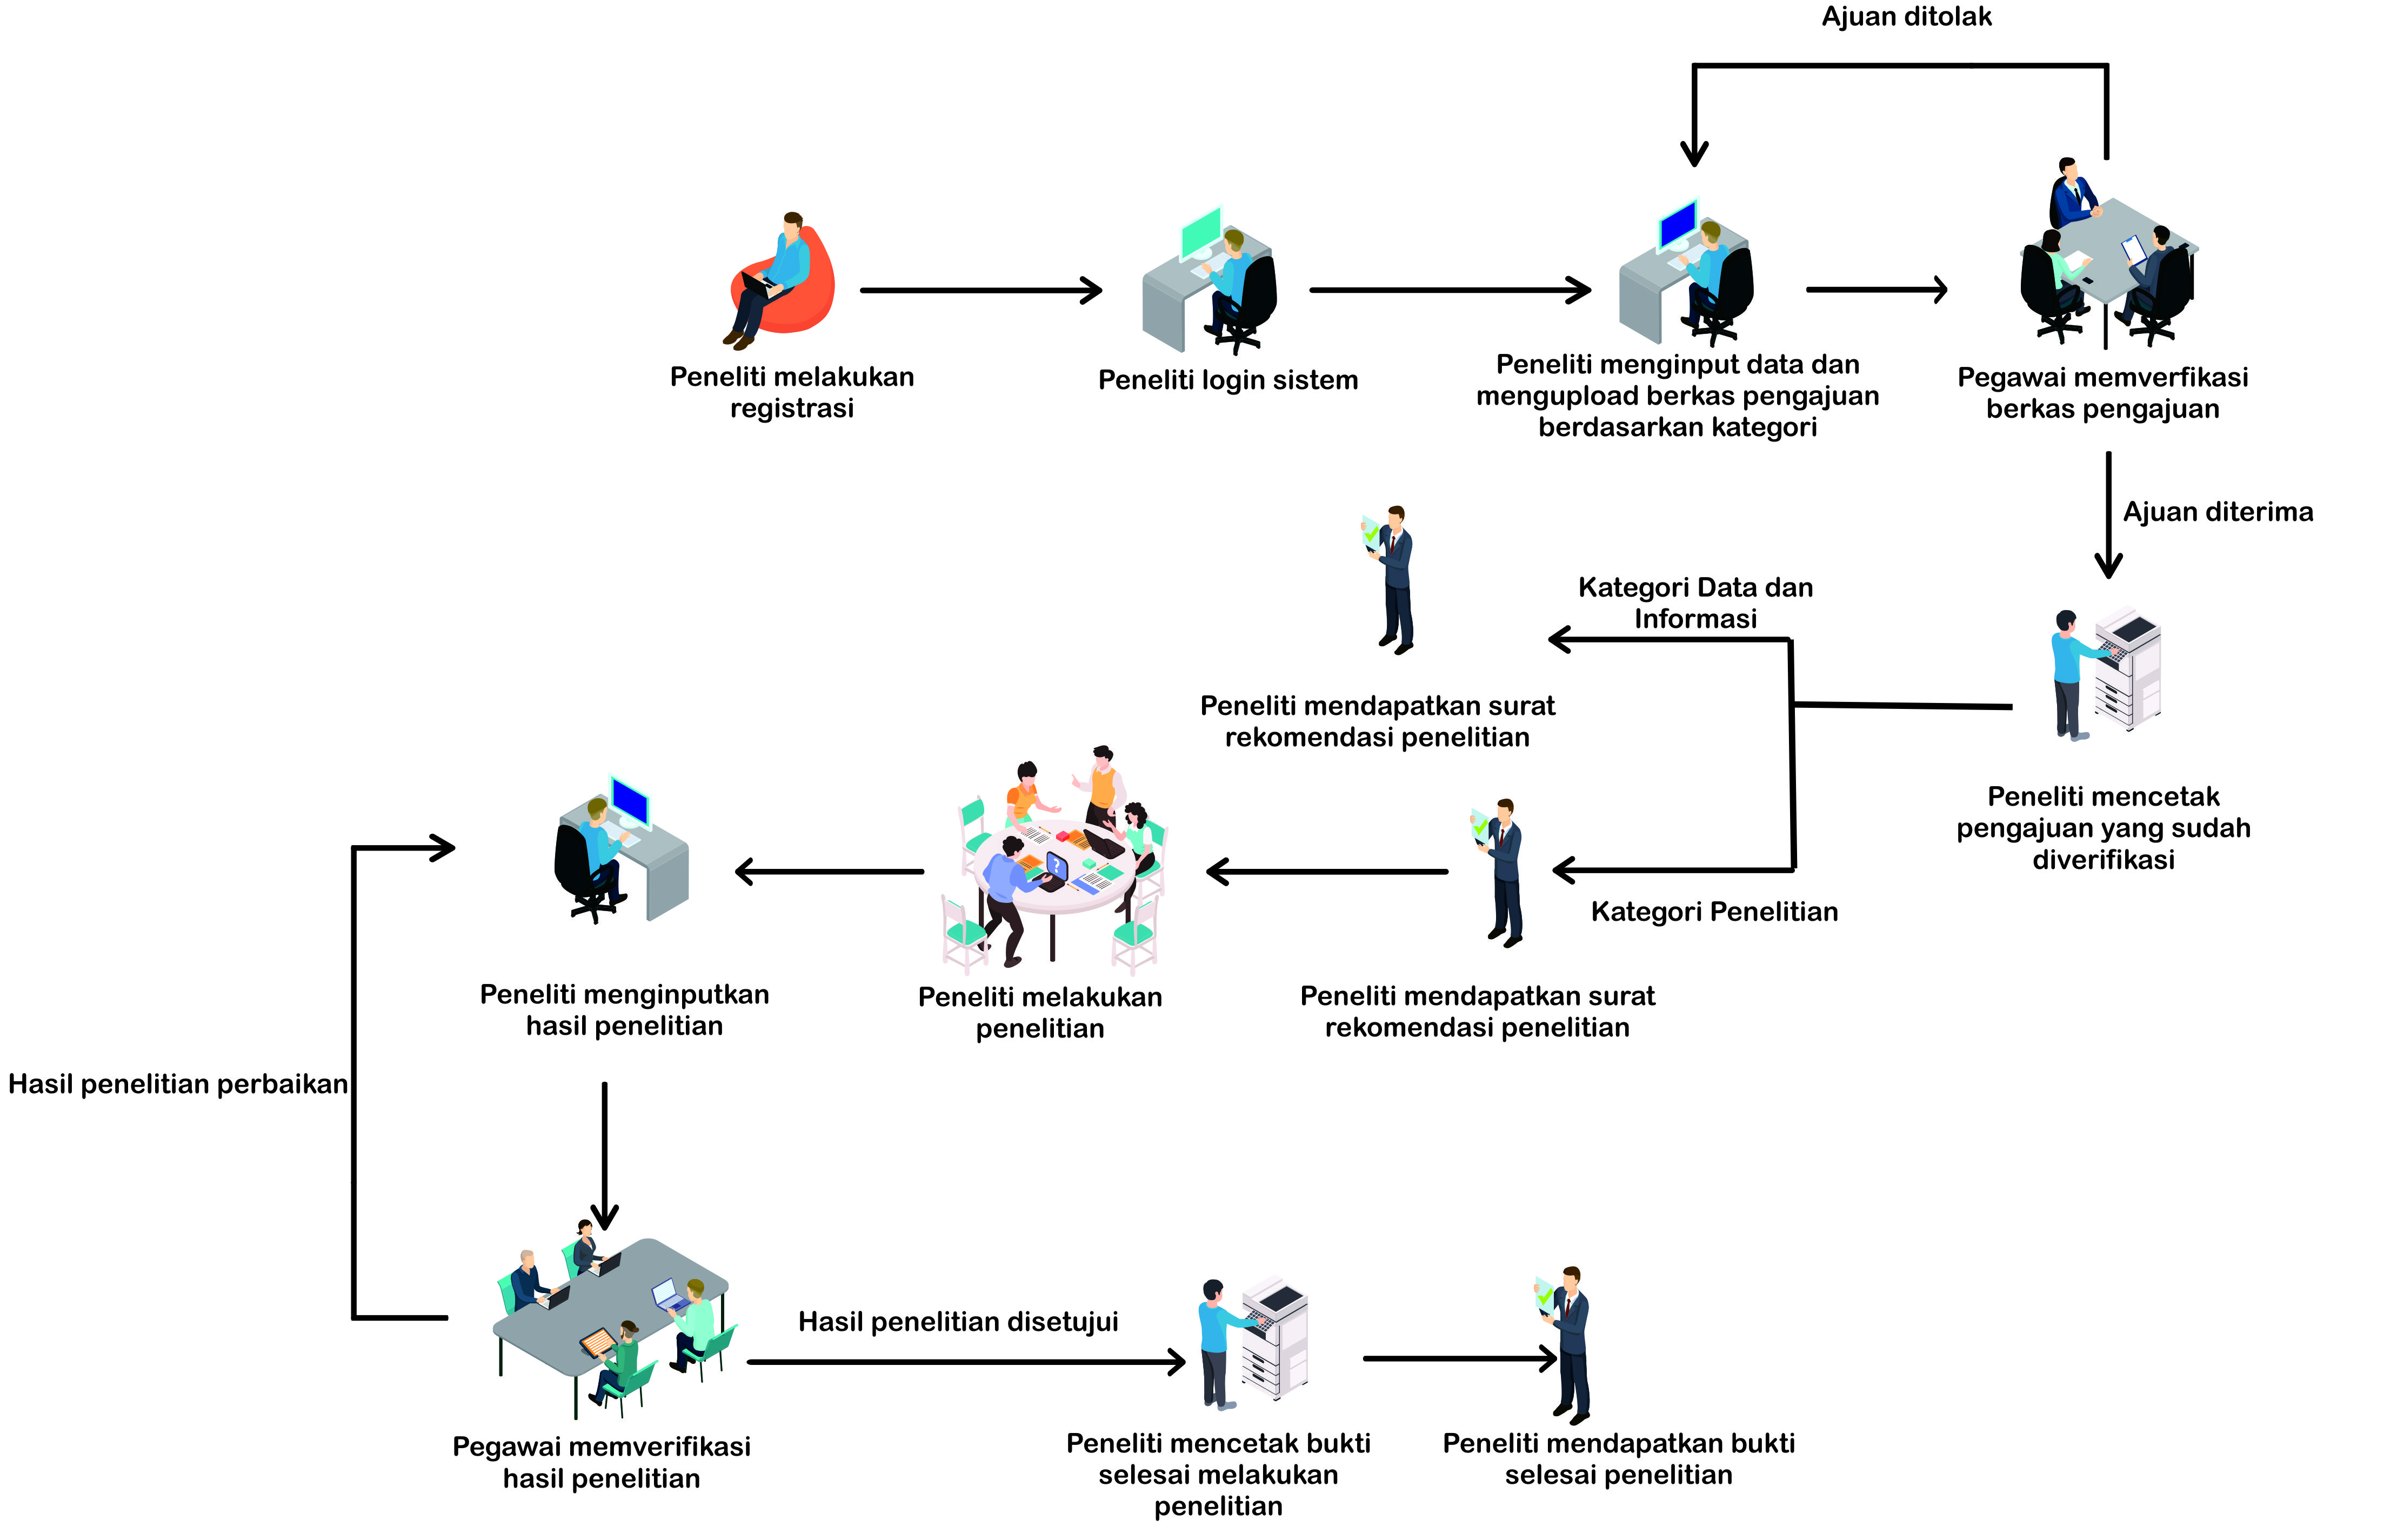 Ajuan ditolak
Peneliti melakukan
registrasi
Peneliti login sistem
Peneliti menginput data dan
mengupload berkas pengajuan
berdasarkan kategori
Pegawai memverfikasi
berkas pengajuan
Ajuan diterima
Kategori Data dan
Informasi
Peneliti mendapatkan surat
rekomendasi penelitian
Peneliti mencetak
pengajuan yang sudah
diverifikasi
Kategori Penelitian
Peneliti mendapatkan surat
rekomendasi penelitian
Peneliti melakukan
penelitian
Peneliti menginputkan
hasil penelitian
Hasil penelitian perbaikan
Pegawai memverifikasi
hasil penelitian
Hasil penelitian disetujui
Peneliti mencetak bukti
selesai melakukan
penelitian
Peneliti mendapatkan bukti
selesai penelitian